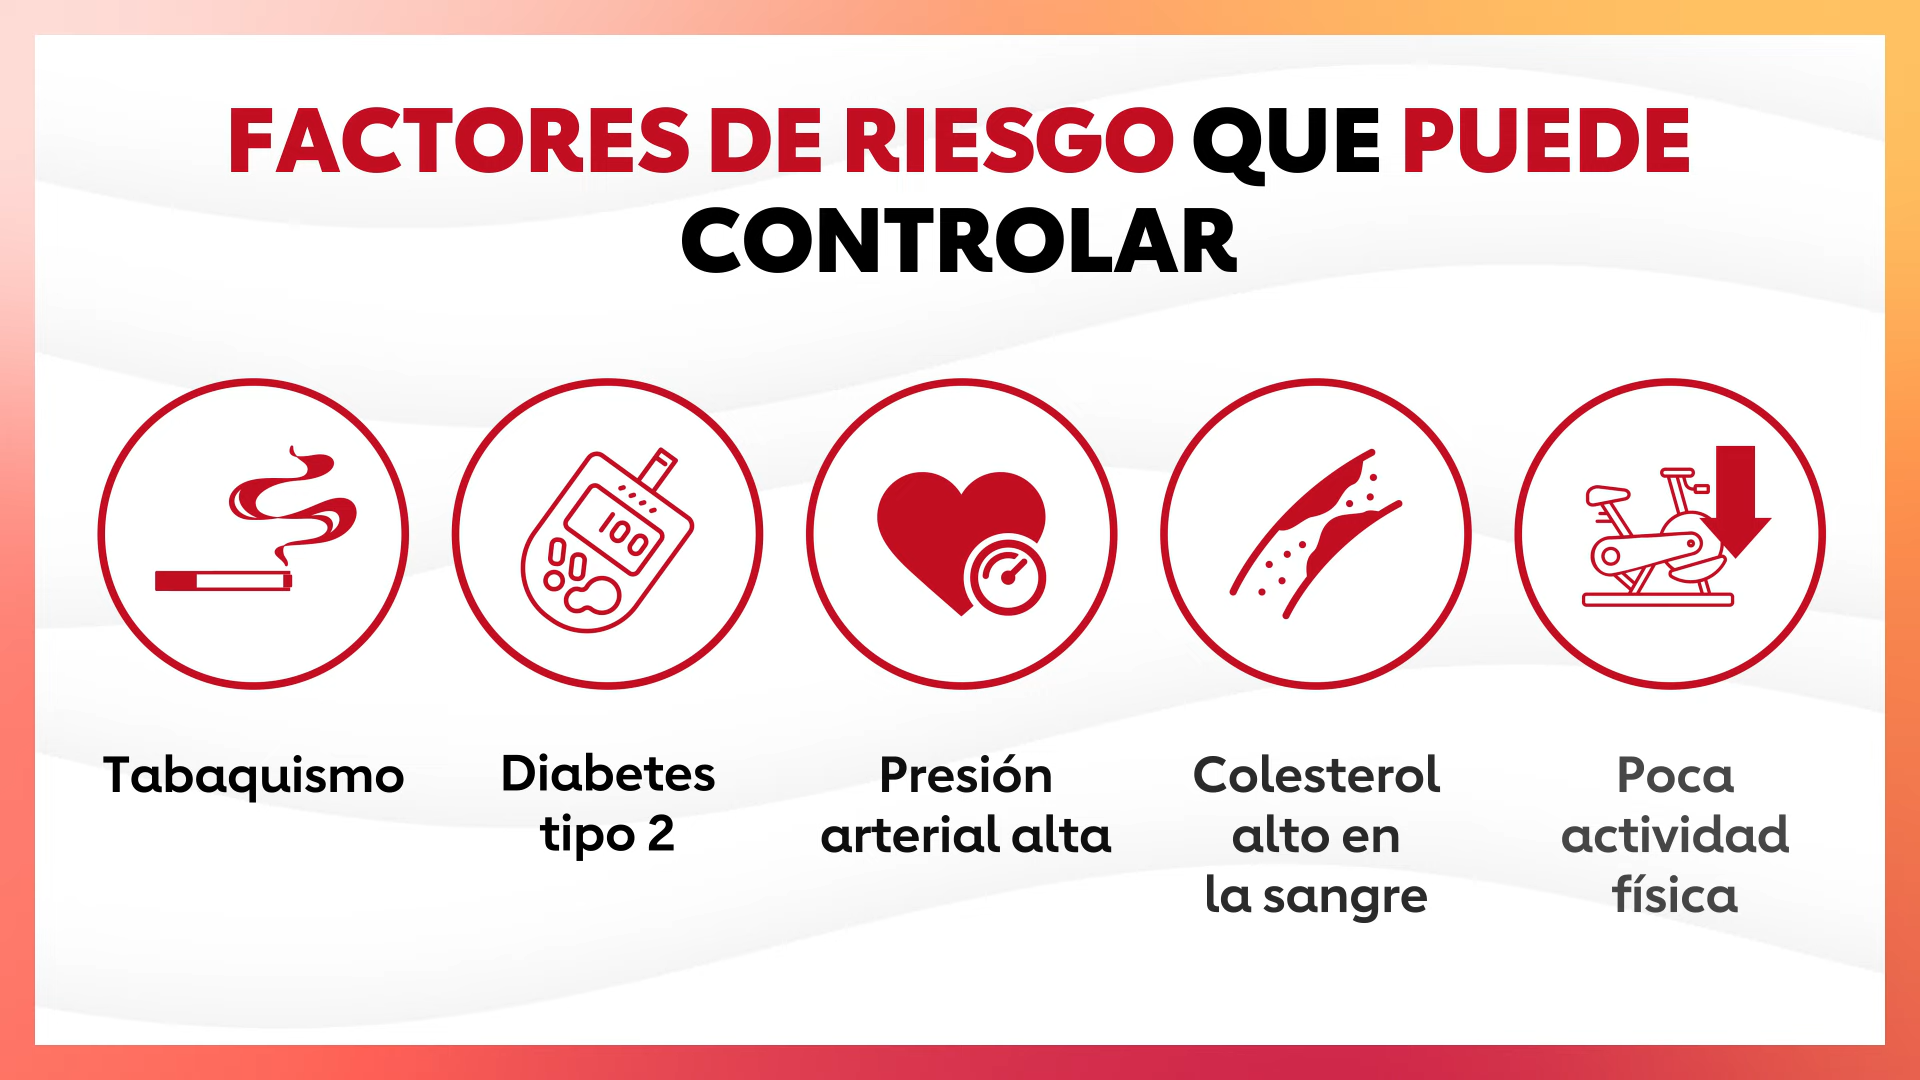 FACTORES DE RIESGO QUE PUEDE
CONTROLAR
100
Tabaquismo
Diabetes
tipo 2
Presión
arterial alta
Colesterol
alto en
la sangre
Poca
actividad
física